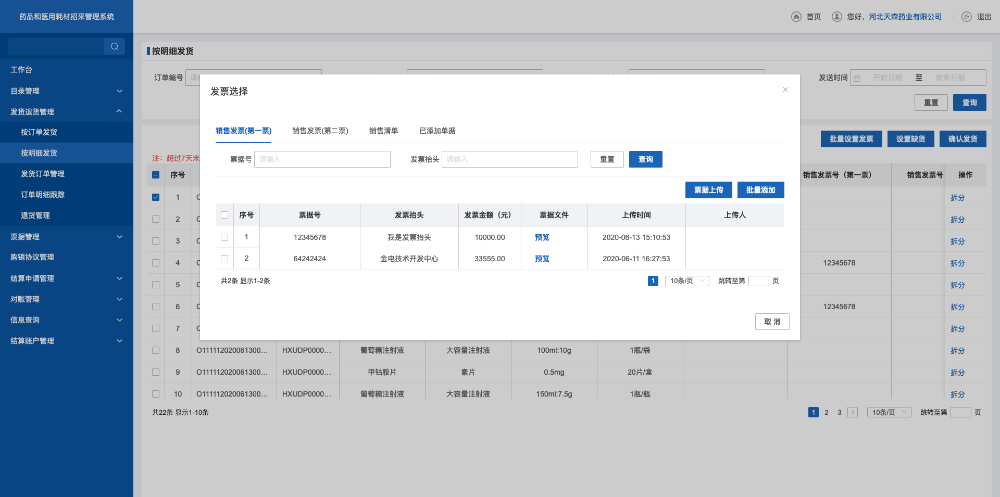 药品和医用耗材招采管理系统
首页 您好，河北天森药业有限公司 退出
工作台
目录管理
发货退货管理
按订单发货
按明细发货
发货订单管理
订单明细跟踪
退货管理
票据管理
购销协议管理
结算申请管理
对账管理
信息查询
结算账户管理
按明细发货
订单编号 发送时间 开始日期 至 结束日期
重置 查询
批量设置发票 设置缺货 确认发货
注：超过7天未
序号 销售发票号（第一票） 销售发票号 操作
1 拆分
2 拆分
3 拆分
4 12345678 拆分
5 拆分
6 12345678 拆分
7 拆分
8 O111112020061300... HXUDP0000... 葡萄糖注射液 大容量注射液 100ml:10g 1瓶/袋 拆分
9 O111112020061300... HXUDP0000... 甲钴胺片 素片 0.5mg 20片/盒 拆分
10 O111112020061300... HXUDP0000... 葡萄糖注射液 大容量注射液 150ml:7.5g 1瓶/瓶 拆分
共22条 显示1-10条 1 2 3 10条/页 跳转至第 页
发票选择
销售发票(第一票) 销售发票(第二票) 销售清单 已添加单据
票据号 请输入 发票抬头 请输入 重置 查询
票据上传 批量添加
序号 票据号 发票抬头 发票金额（元） 票据文件 上传时间 上传人
1 12345678 我是发票抬头 10000.00 预览 2020-06-13 15:10:53
2 64242424 金电技术开发中心 33555.00 预览 2020-06-11 16:27:53
共2条 显示1-2条 1 10条/页 跳转至第 页
取 消